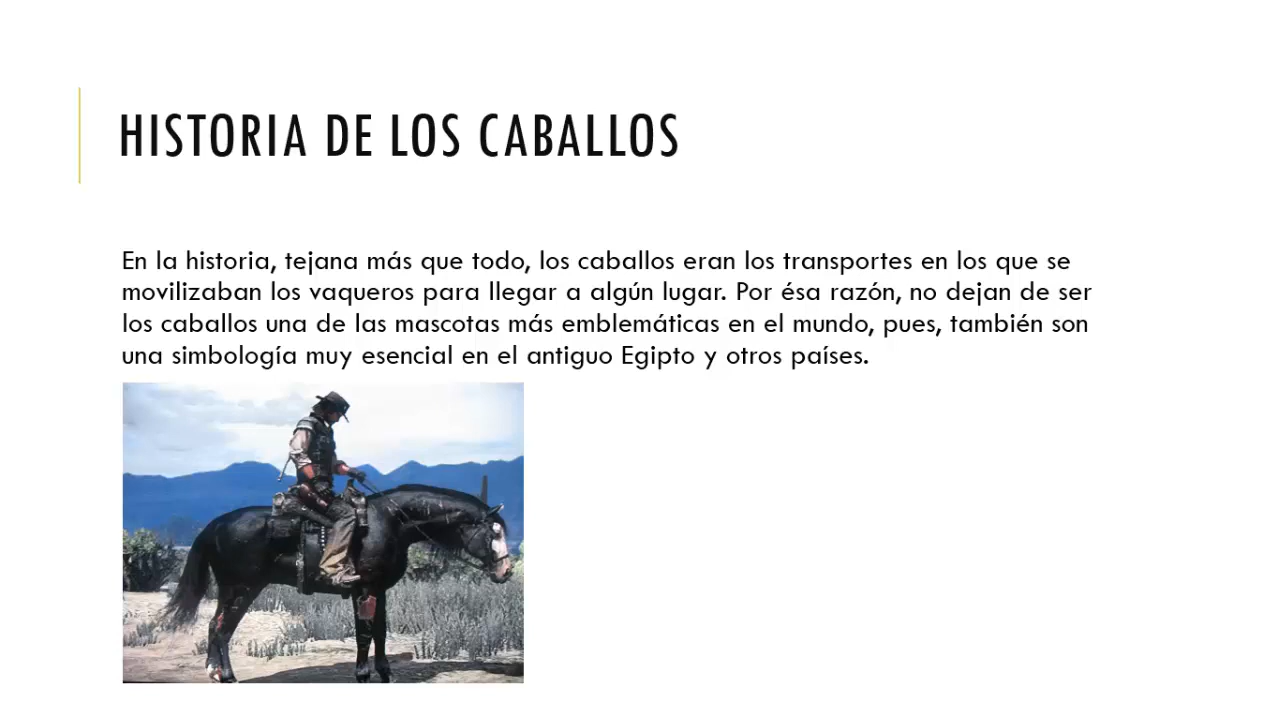 HISTORIA DE LOS CABALLOS
En la historia, tejana más que todo, los caballos eran los transportes en los que se
movilizaban los vaqueros para llegar a algún lugar. Por ésa razón, no dejan de ser
los caballos una de las mascotas más emblemáticas en el mundo, pues, también son
una simbología muy esencial en el antiguo Egipto y otros países.